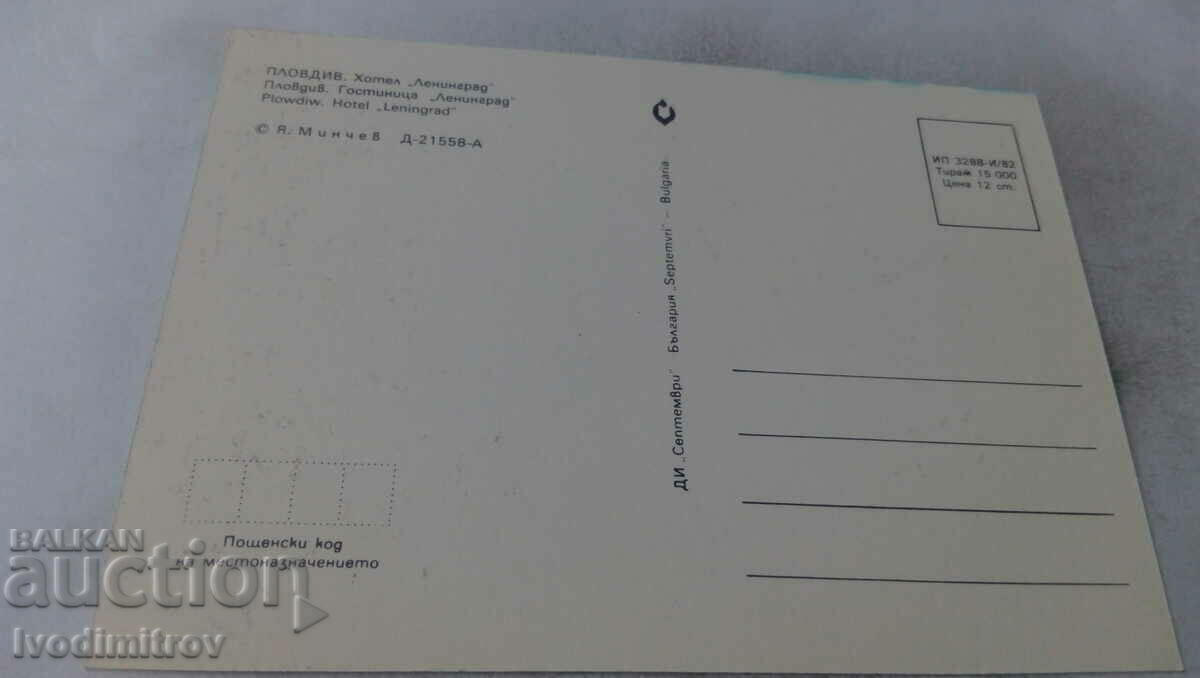 ПЛОВДИВ. Хотел „Ленинград"
Пловдив. Гостиница „Ленинград"
Plowdiw. Hotel „Leningrad"
© Я. Минчев Д-21558-А
ДИ „Септември" България „Septemvri" – Bulgaria
ИП 3288-И/82
Тираж 15 000
Цена 12 ст.
Пощенски код
на местоназначението
BALKAN
auction
Ivodimitrov